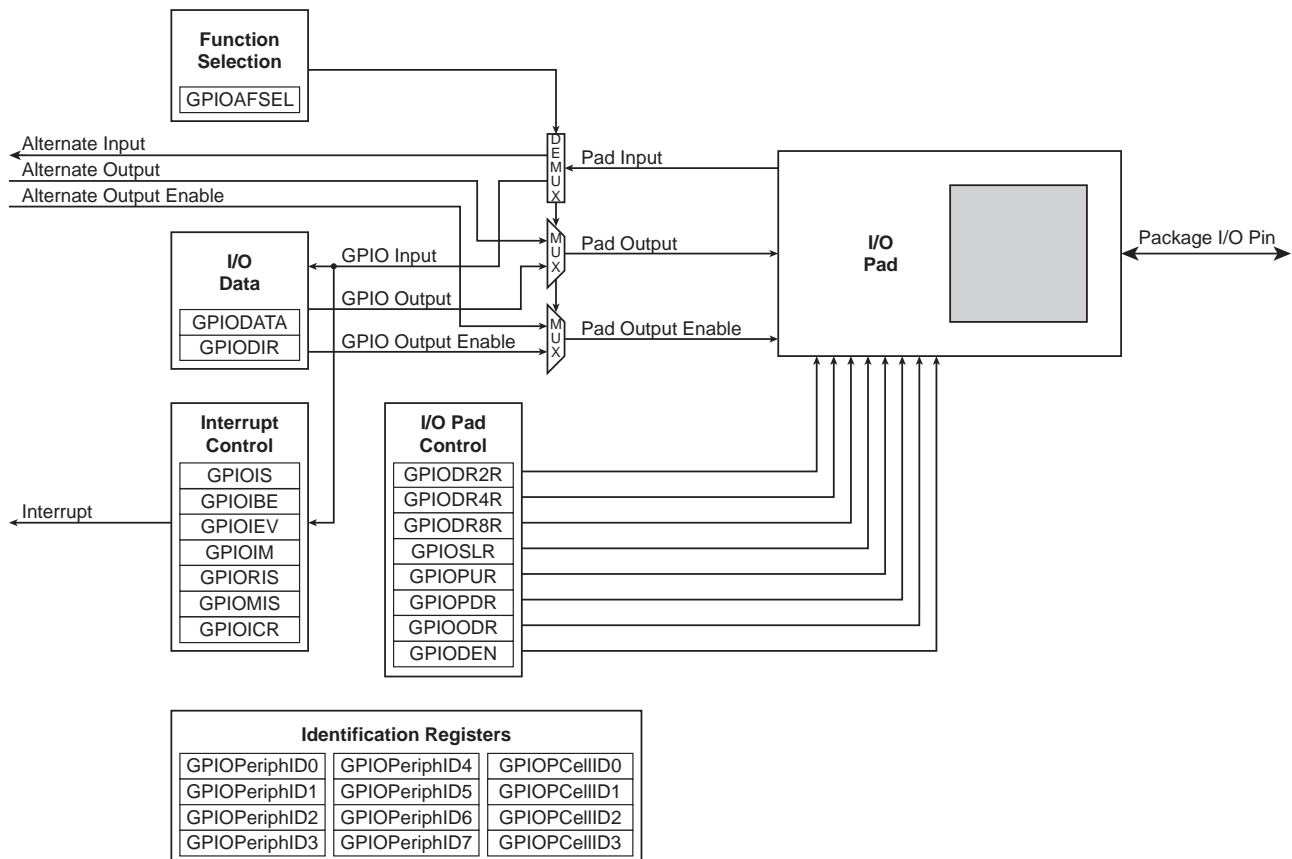 Function
Selection
GPIOAFSEL
Alternate Input
Alternate Output
Alternate Output Enable
DEMUX
Pad Input
MUX
Pad Output
MUX
Pad Output Enable
I/O
Pad
Package I/O Pin
I/O
Data
GPIODATA
GPIODIR
GPIO Input
GPIO Output
GPIO Output Enable
Interrupt
Control
GPIOIS
GPIOIBE
GPIOIEV
GPIOIM
GPIORIS
GPIOMIS
GPIOICR
Interrupt
I/O Pad
Control
GPIODR2R
GPIODR4R
GPIODR8R
GPIOSLR
GPIOPUR
GPIOPDR
GPIOODR
GPIODEN
Identification Registers
GPIOPeriphID0 GPIOPeriphID4 GPIOPCellID0
GPIOPeriphID1 GPIOPeriphID5 GPIOPCellID1
GPIOPeriphID2 GPIOPeriphID6 GPIOPCellID2
GPIOPeriphID3 GPIOPeriphID7 GPIOPCellID3